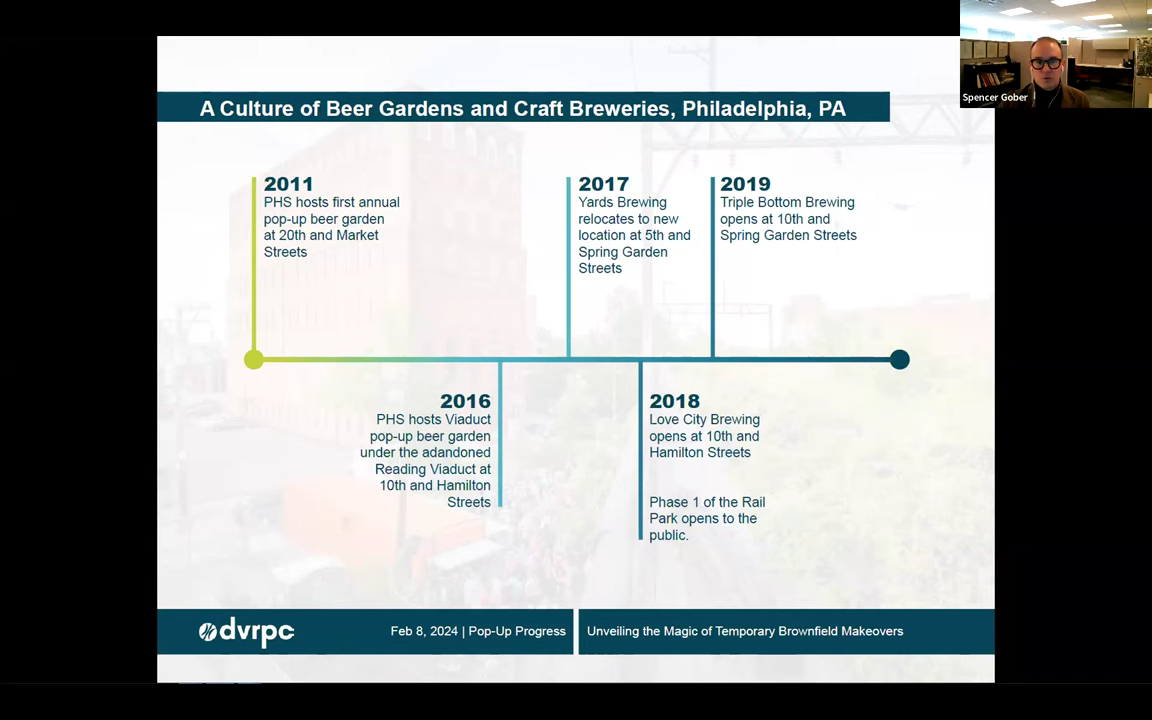 Spencer Gober
A Culture of Beer Gardens and Craft Breweries, Philadelphia, PA
2011
PHS hosts first annual
pop-up beer garden
at 20th and Market
Streets
2017
Yards Brewing
relocates to new
location at 5th and
Spring Garden
Streets
2019
Triple Bottom Brewing
opens at 10th and
Spring Garden Streets
2016
PHS hosts Viaduct
pop-up beer garden
under the adandoned
Reading Viaduct at
10th and Hamilton
Streets
2018
Love City Brewing
opens at 10th and
Hamilton Streets
Phase 1 of the Rail
Park opens to the
public.
dvrpc
Feb 8, 2024 | Pop-Up Progress
Unveiling the Magic of Temporary Brownfield Makeovers